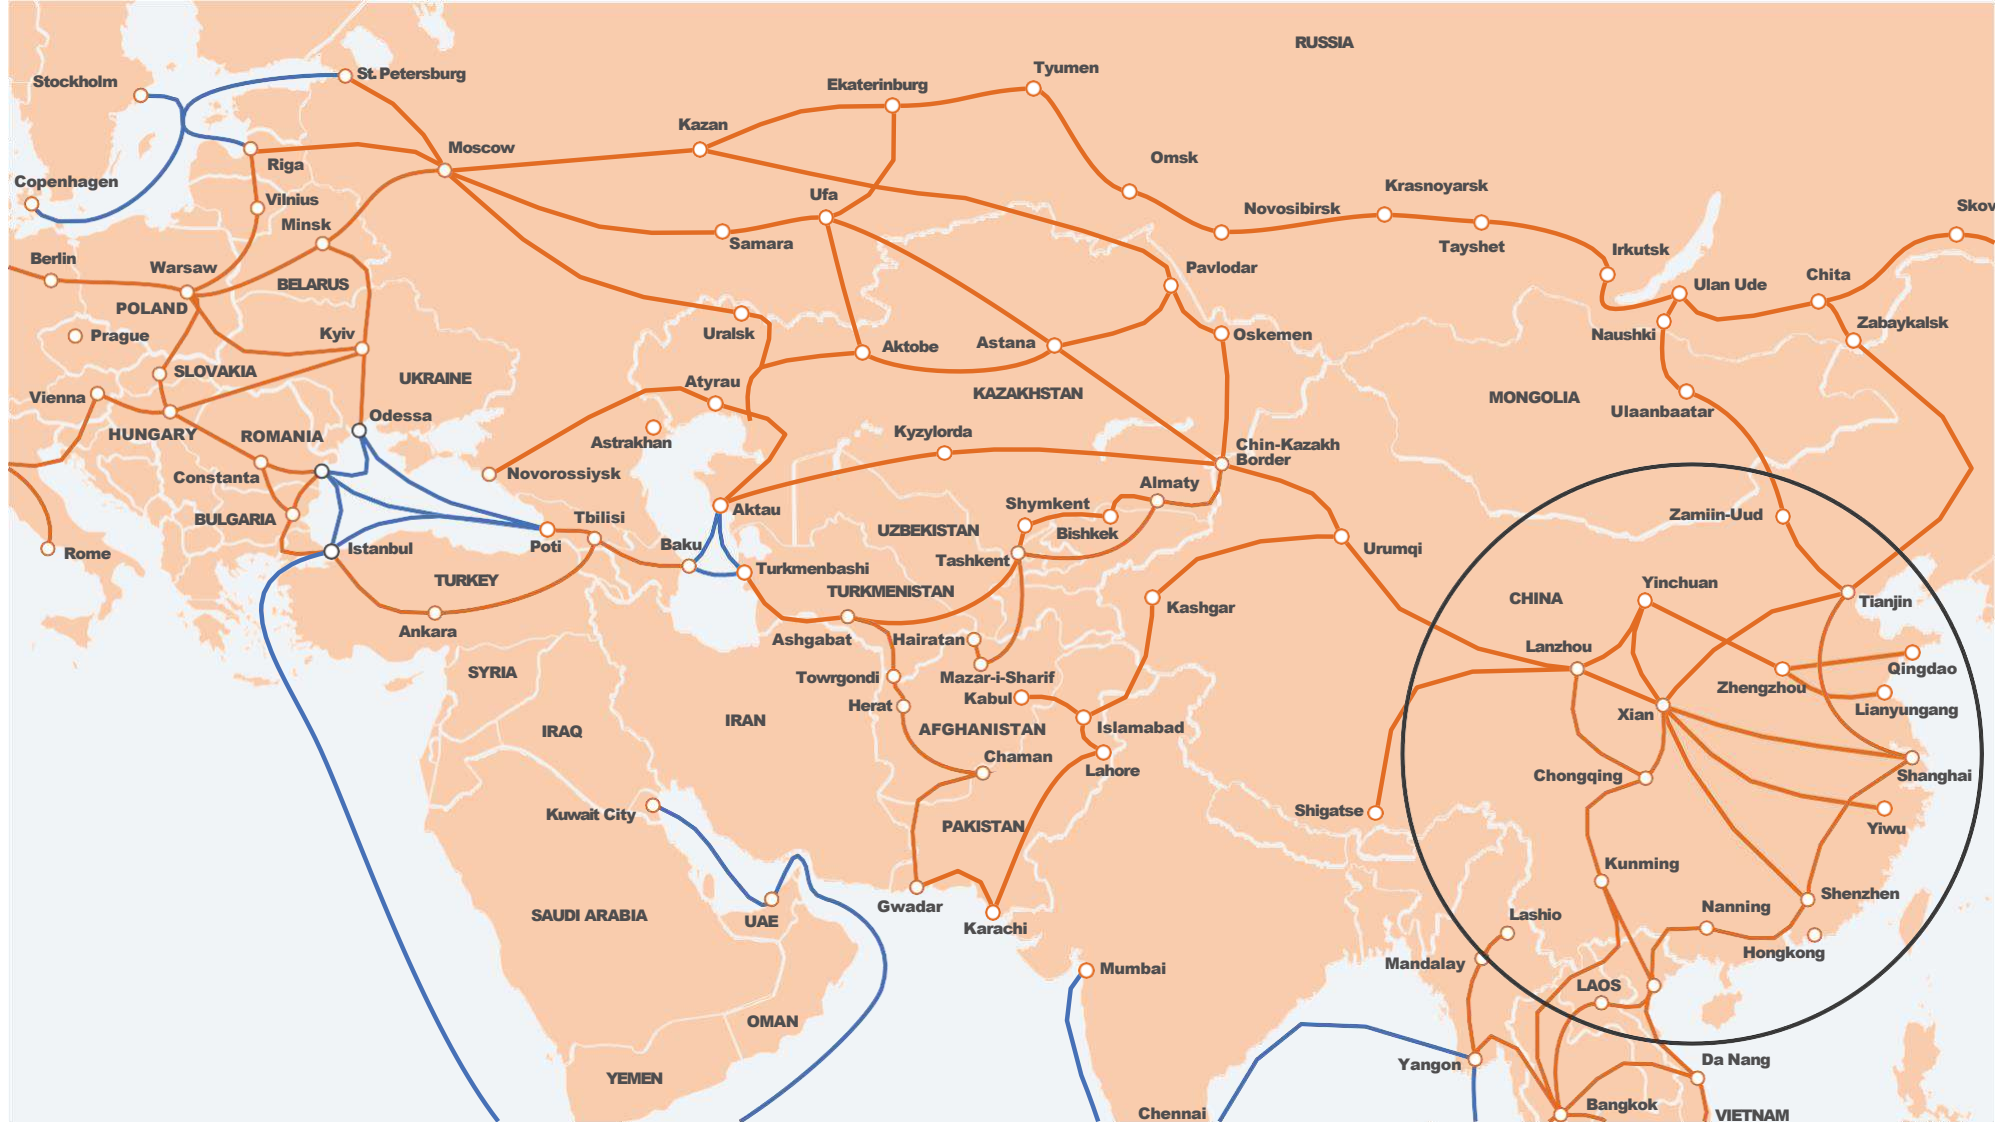 RUSSIA
Tyumen
St. Petersburg
Stockholm
Ekaterinburg
Kazan
Moscow
Omsk
Riga
Copenhagen
Krasnoyarsk
Ufa
Vilnius
Skov
Novosibirsk
Minsk
Samara
Tayshet
Irkutsk
Berlin
Warsaw
Pavlodar
Chita
BELARUS
Ulan Ude
POLAND
Zabaykalsk
Uralsk
Kyiv
Prague
Oskemen
Naushki
Astana
Aktobe
SLOVAKIA
UKRAINE
Atyrau
KAZAKHSTAN
Vienna
MONGOLIA
Ulaanbaatar
Odessa
HUNGARY
ROMANIA
Kyzylorda
Astrakhan
Chin-Kazakh
Border
Novorossiysk
Constanta
Almaty
Shymkent
Aktau
Zamiin-Uud
Tbilisi
BULGARIA
UZBEKISTAN
Bishkek
Baku
Poti
Istanbul
Urumqi
Rome
Tashkent
Turkmenbashi
TURKEY
Yinchuan
TURKMENISTAN
CHINA
Tianjin
Kashgar
Ankara
Ashgabat
Hairatan
Lanzhou
Qingdao
SYRIA
Towrgondi
Mazar-i-Sharif
Zhengzhou
Kabul
Herat
Lianyungang
Xian
IRAN
Islamabad
AFGHANISTAN
IRAQ
Chaman
Lahore
Chongqing
Shanghai
Shigatse
Kuwait City
PAKISTAN
Yiwu
Kunming
Shenzhen
Gwadar
Nanning
SAUDI ARABIA
Lashio
UAE
Karachi
Hongkong
Mandalay
Mumbai
LAOS
OMAN
Da Nang
Yangon
YEMEN
Bangkok
Chennai
VIETNAM